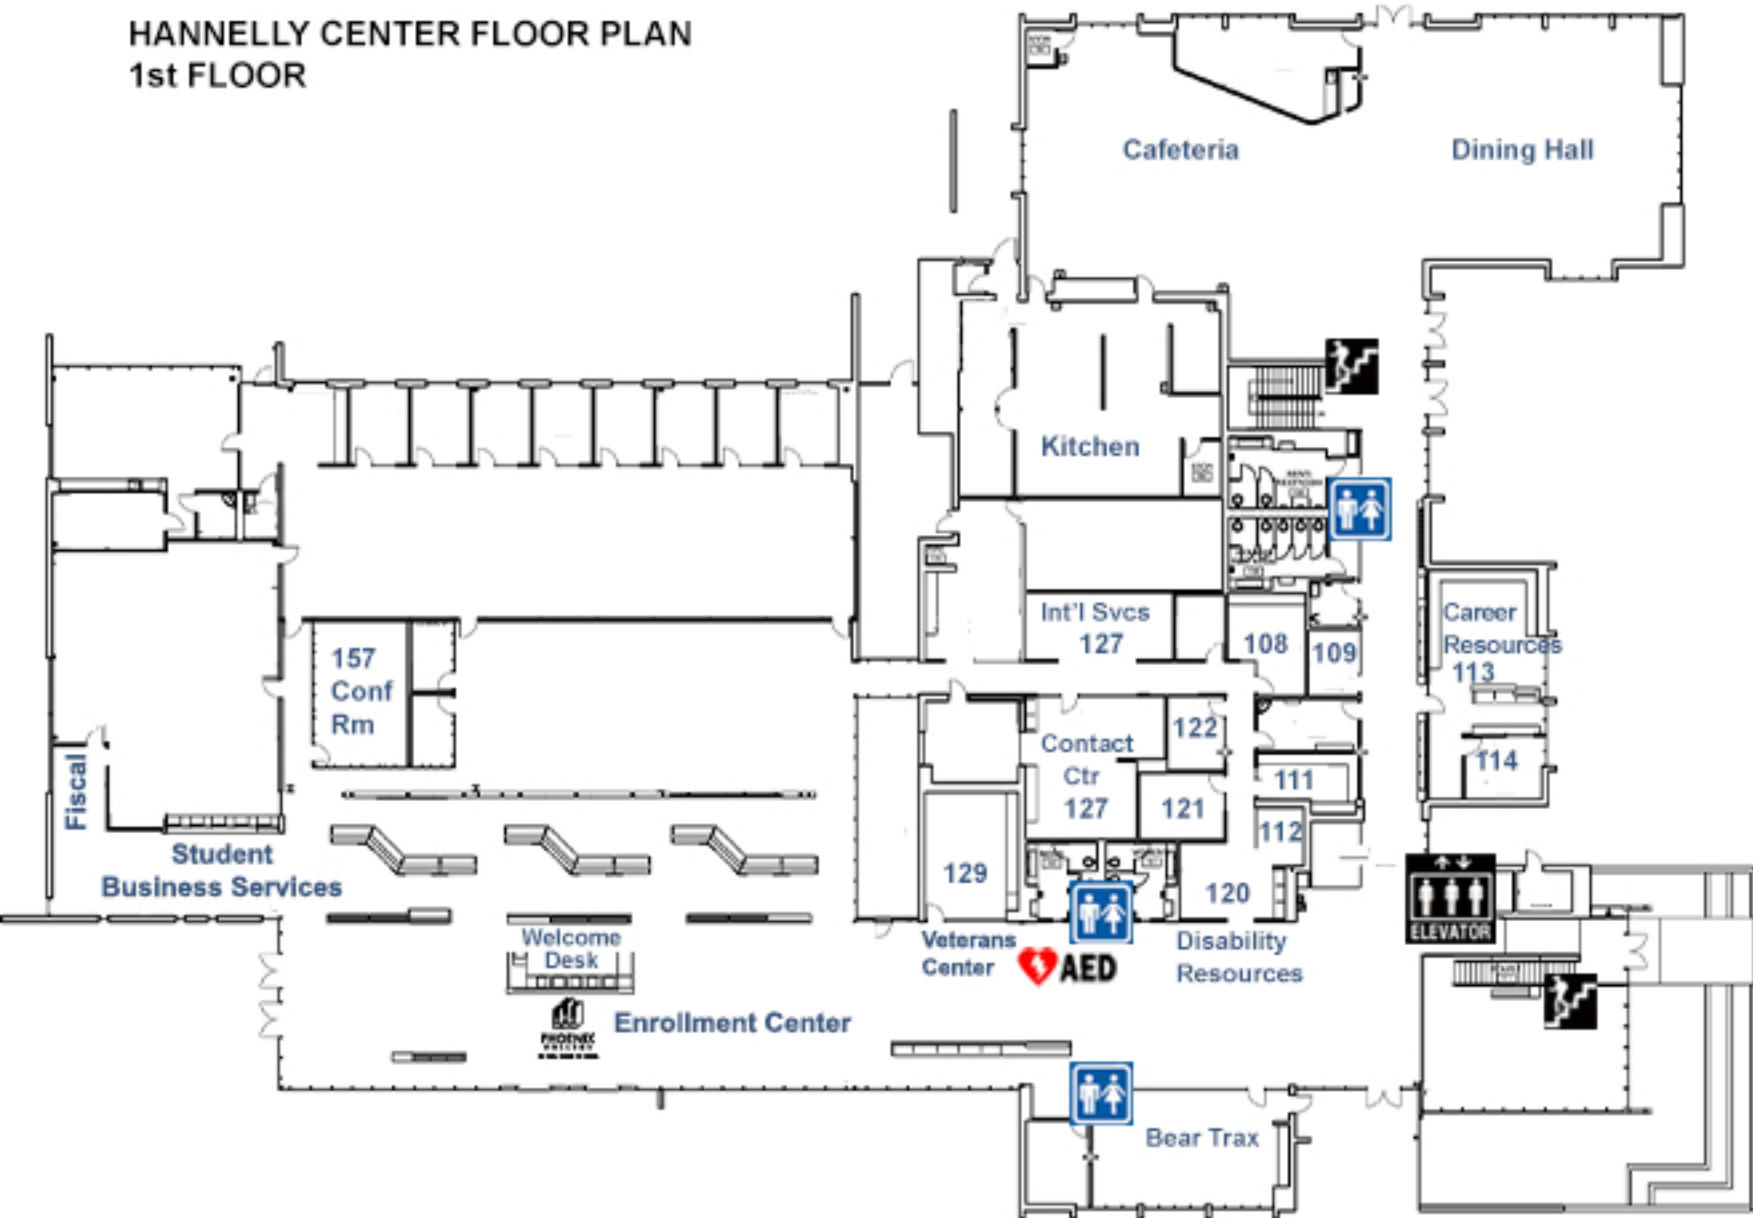 HANNELLY CENTER FLOOR PLAN
1st FLOOR
Cafeteria
Dining Hall
Kitchen
Int'l Svcs
127
108
109
Career
Resources
113
114
157
Conf
Rm
Contact
Ctr
127
122
121
111
112
129
120
Fiscal
Student
Business Services
Welcome
Desk
Veterans
Center
AED
Disability
Resources
ELEVATOR
PHOENIX
COLLEGE
Enrollment Center
Bear Trax